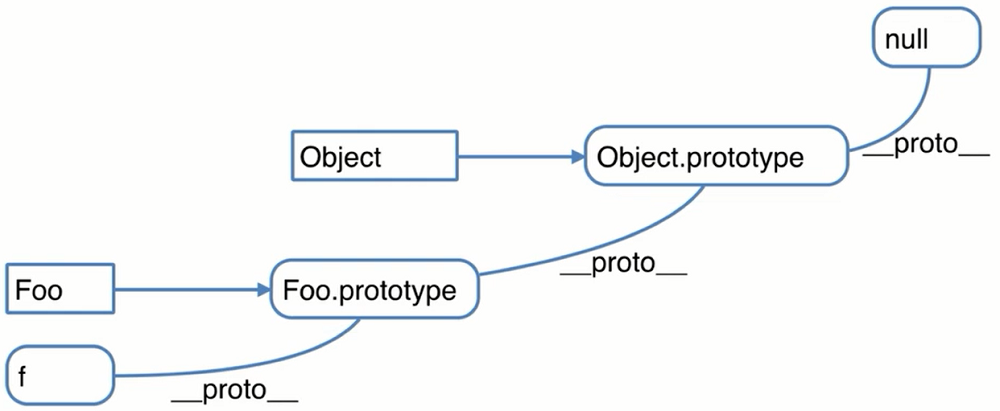 null
__proto__
Object
Object.prototype
__proto__
Foo
Foo.prototype
f
__proto__